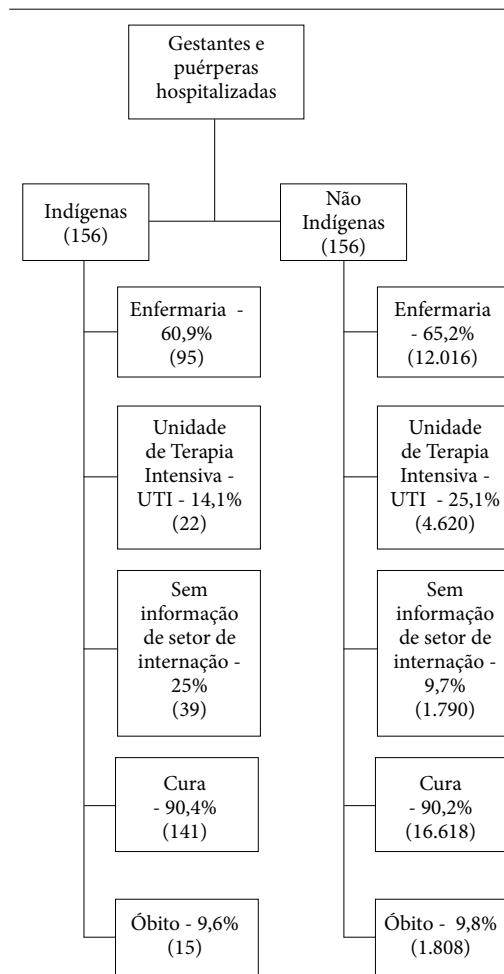 Gestantes e
puérperas
hospitalizadas
Indígenas
(156)
Não
Indígenas
(156)
Enfermaria -
60,9%
(95)
Enfermaria
- 65,2%
(12.016)
Unidade
de Terapia
Intensiva -
UTI - 14,1%
(22)
Unidade
de Terapia
Intensiva -
UTI - 25,1%
(4.620)
Sem
informação
de setor de
internação -
25%
(39)
Sem
informação
de setor de
internação -
9,7%
(1.790)
Cura
- 90,4%
(141)
Cura
- 90,2%
(16.618)
Óbito - 9,6%
(15)
Óbito - 9,8%
(1.808)